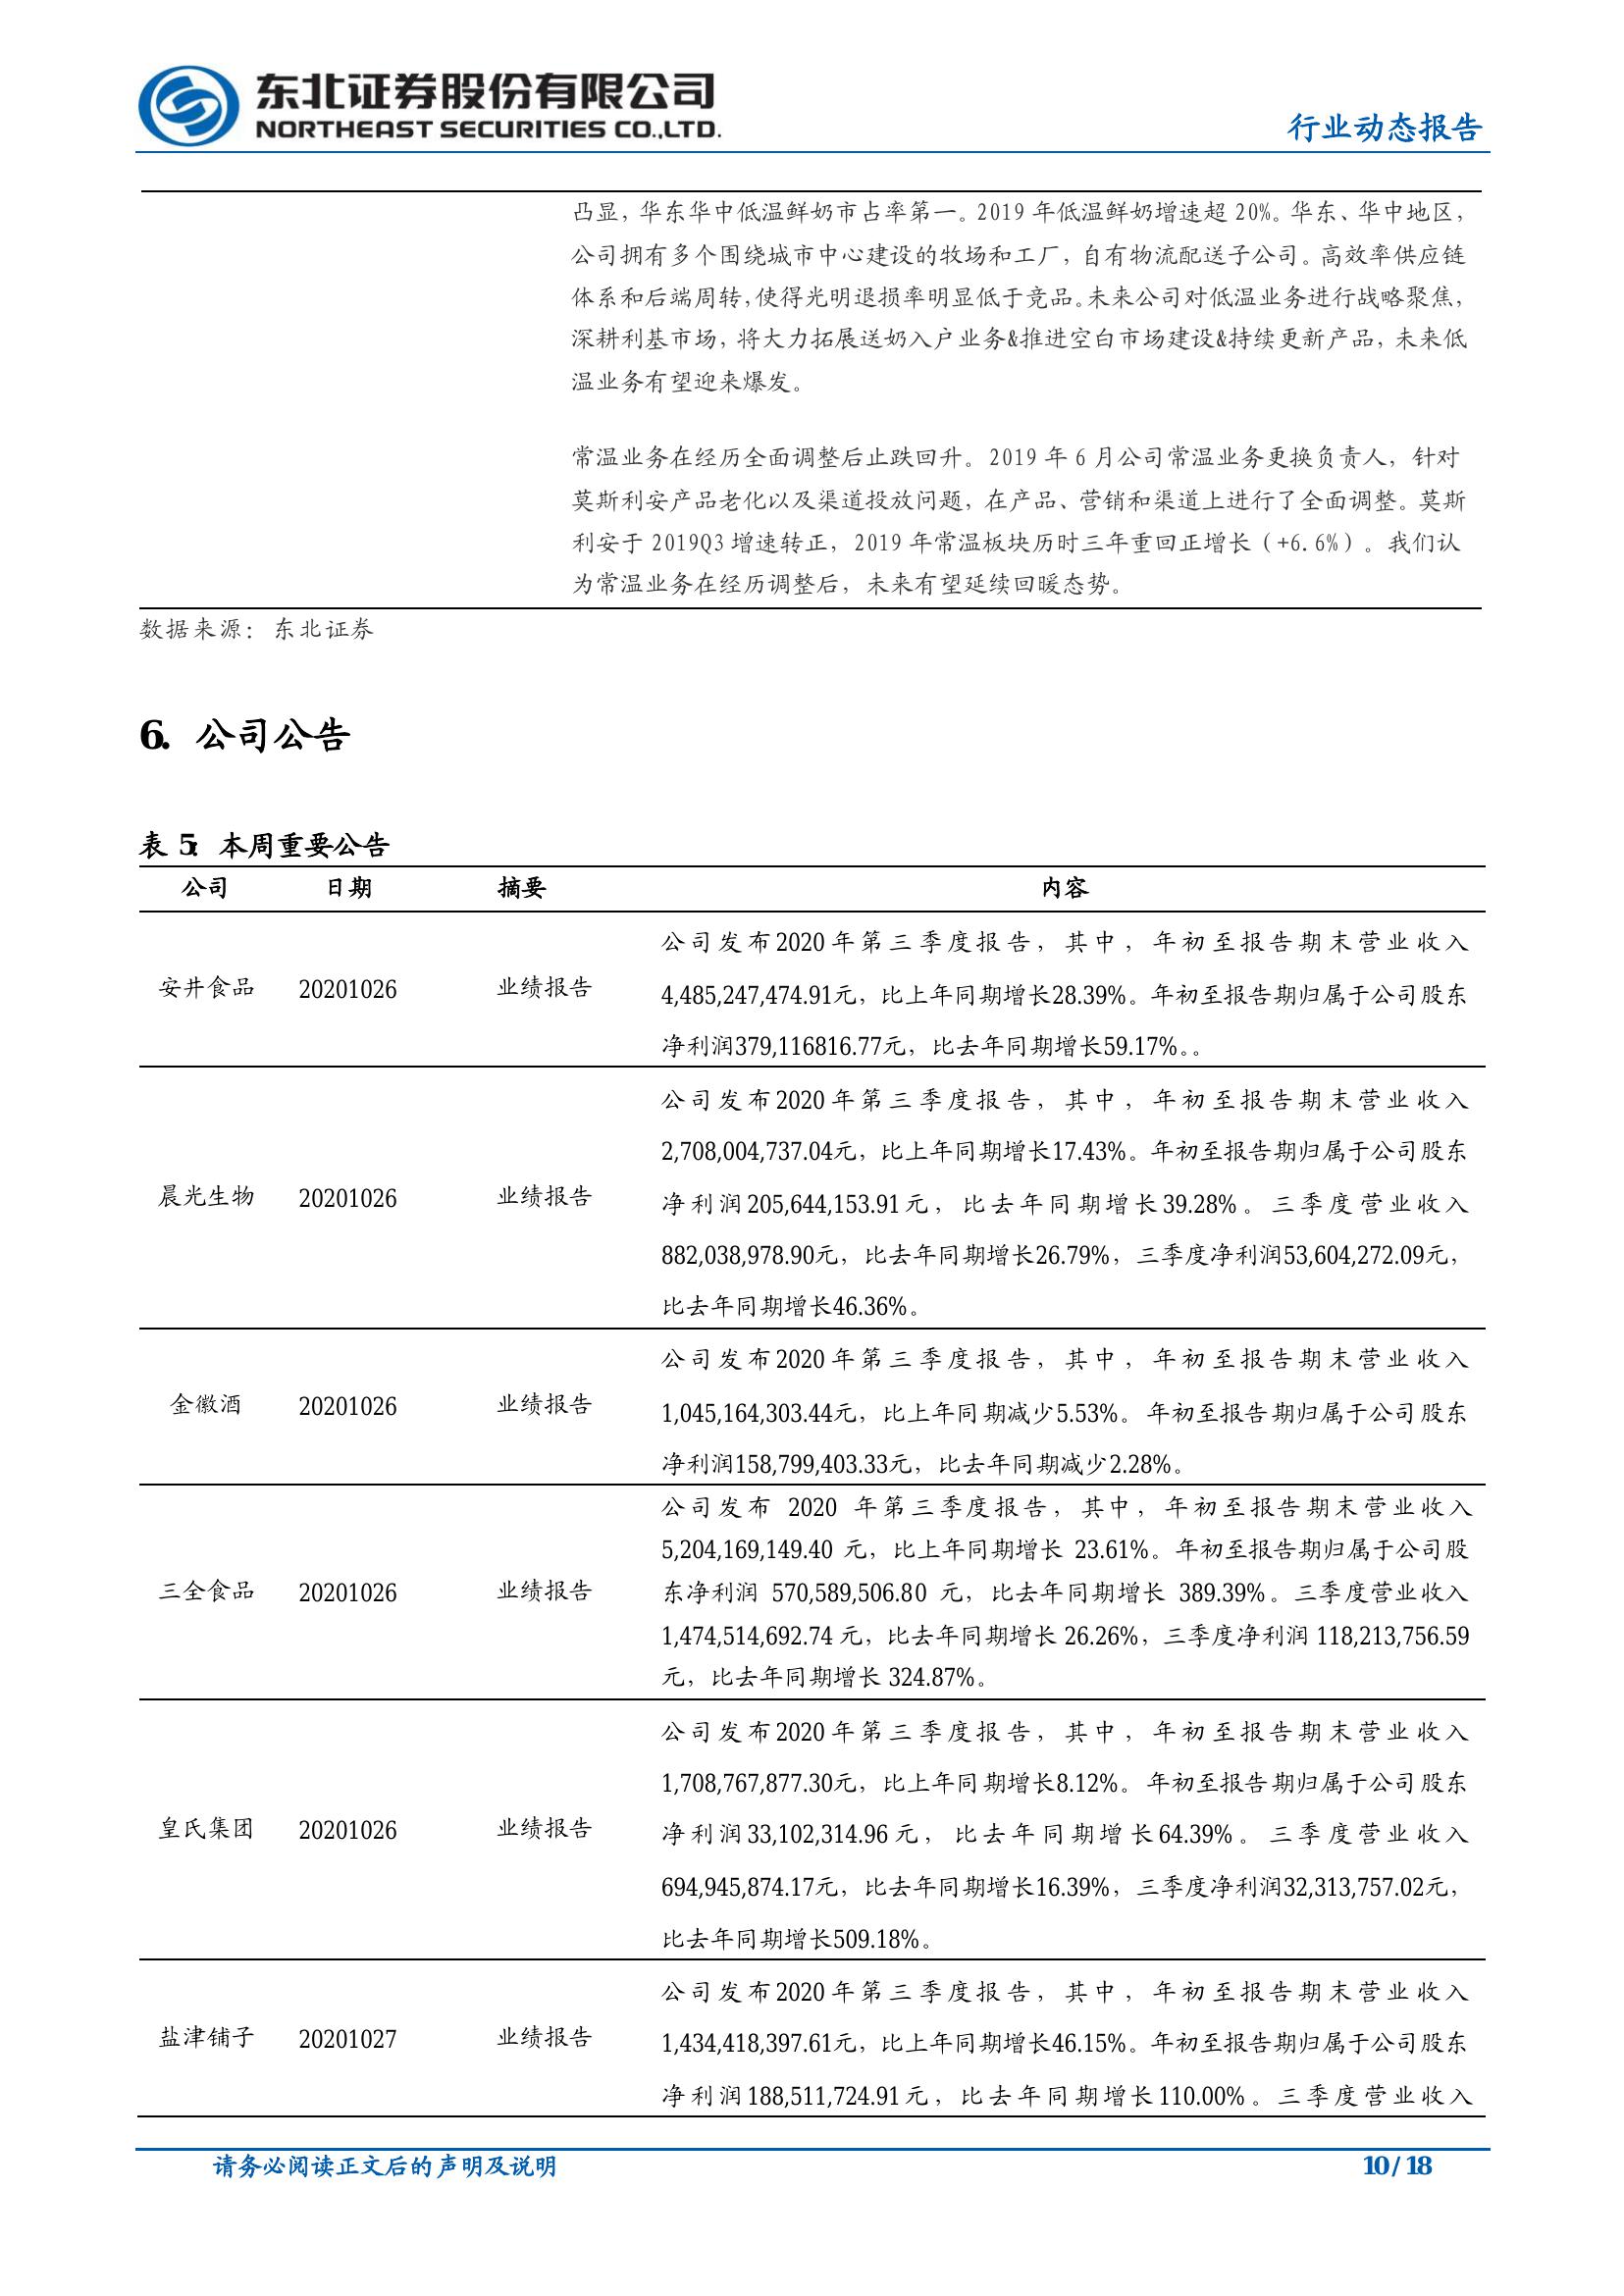 东北证券股份有限公司
NORTHEAST SECURITIES CO.,LTD.
行业动态报告
凸显，华东华中低温鲜奶市占率第一。2019 年低温鲜奶增速超 20%。华东、华中地区，
公司拥有多个围绕城市中心建设的牧场和工厂，自有物流配送子公司。高效率供应链
体系和后端周转，使得光明退损率明显低于竞品。未来公司对低温业务进行战略聚焦，
深耕利基市场，将大力拓展送奶入户业务&推进空白市场建设&持续更新产品，未来低
温业务有望迎来爆发。
常温业务在经历全面调整后止跌回升。2019 年 6 月公司常温业务更换负责人，针对
莫斯利安产品老化以及渠道投放问题，在产品、营销和渠道上进行了全面调整。莫斯
利安于 2019Q3 增速转正，2019 年常温板块历时三年重回正增长（+6.6%）。我们认
为常温业务在经历调整后，未来有望延续回暖态势。
数据来源：东北证券
6. 公司公告
表 5：本周重要公告
公司 日期 摘要 内容
公司发布2020年第三季度报告，其中，年初至报告期末营业收入
安井食品 20201026 业绩报告 4,485,247,474.91元，比上年同期增长28.39%。年初至报告期归属于公司股东
净利润379,116816.77元，比去年同期增长59.17%。。
公司发布2020年第三季度报告，其中，年初至报告期末营业收入
2,708,004,737.04元，比上年同期增长17.43%。年初至报告期归属于公司股东
晨光生物 20201026 业绩报告 净利润205,644,153.91元，比去年同期增长39.28%。三季度营业收入
882,038,978.90元，比去年同期增长26.79%，三季度净利润53,604,272.09元，
比去年同期增长46.36%。
公司发布2020年第三季度报告，其中，年初至报告期末营业收入
金徽酒 20201026 业绩报告 1,045,164,303.44元，比上年同期减少5.53%。年初至报告期归属于公司股东
净利润158,799,403.33元，比去年同期减少2.28%。
公司发布 2020 年第三季度报告，其中，年初至报告期末营业收入
5,204,169,149.40 元，比上年同期增长 23.61%。年初至报告期归属于公司股
三全食品 20201026 业绩报告 东净利润 570,589,506.80 元，比去年同期增长 389.39%。三季度营业收入
1,474,514,692.74 元，比去年同期增长 26.26%，三季度净利润 118,213,756.59
元，比去年同期增长 324.87%。
公司发布2020年第三季度报告，其中，年初至报告期末营业收入
1,708,767,877.30元，比上年同期增长8.12%。年初至报告期归属于公司股东
皇氏集团 20201026 业绩报告 净利润33,102,314.96元，比去年同期增长64.39%。三季度营业收入
694,945,874.17元，比去年同期增长16.39%，三季度净利润32,313,757.02元，
比去年同期增长509.18%。
公司发布2020年第三季度报告，其中，年初至报告期末营业收入
盐津铺子 20201027 业绩报告 1,434,418,397.61元，比上年同期增长46.15%。年初至报告期归属于公司股东
净利润188,511,724.91元，比去年同期增长110.00%。三季度营业收入
请务必阅读正文后的声明及说明 10 / 18